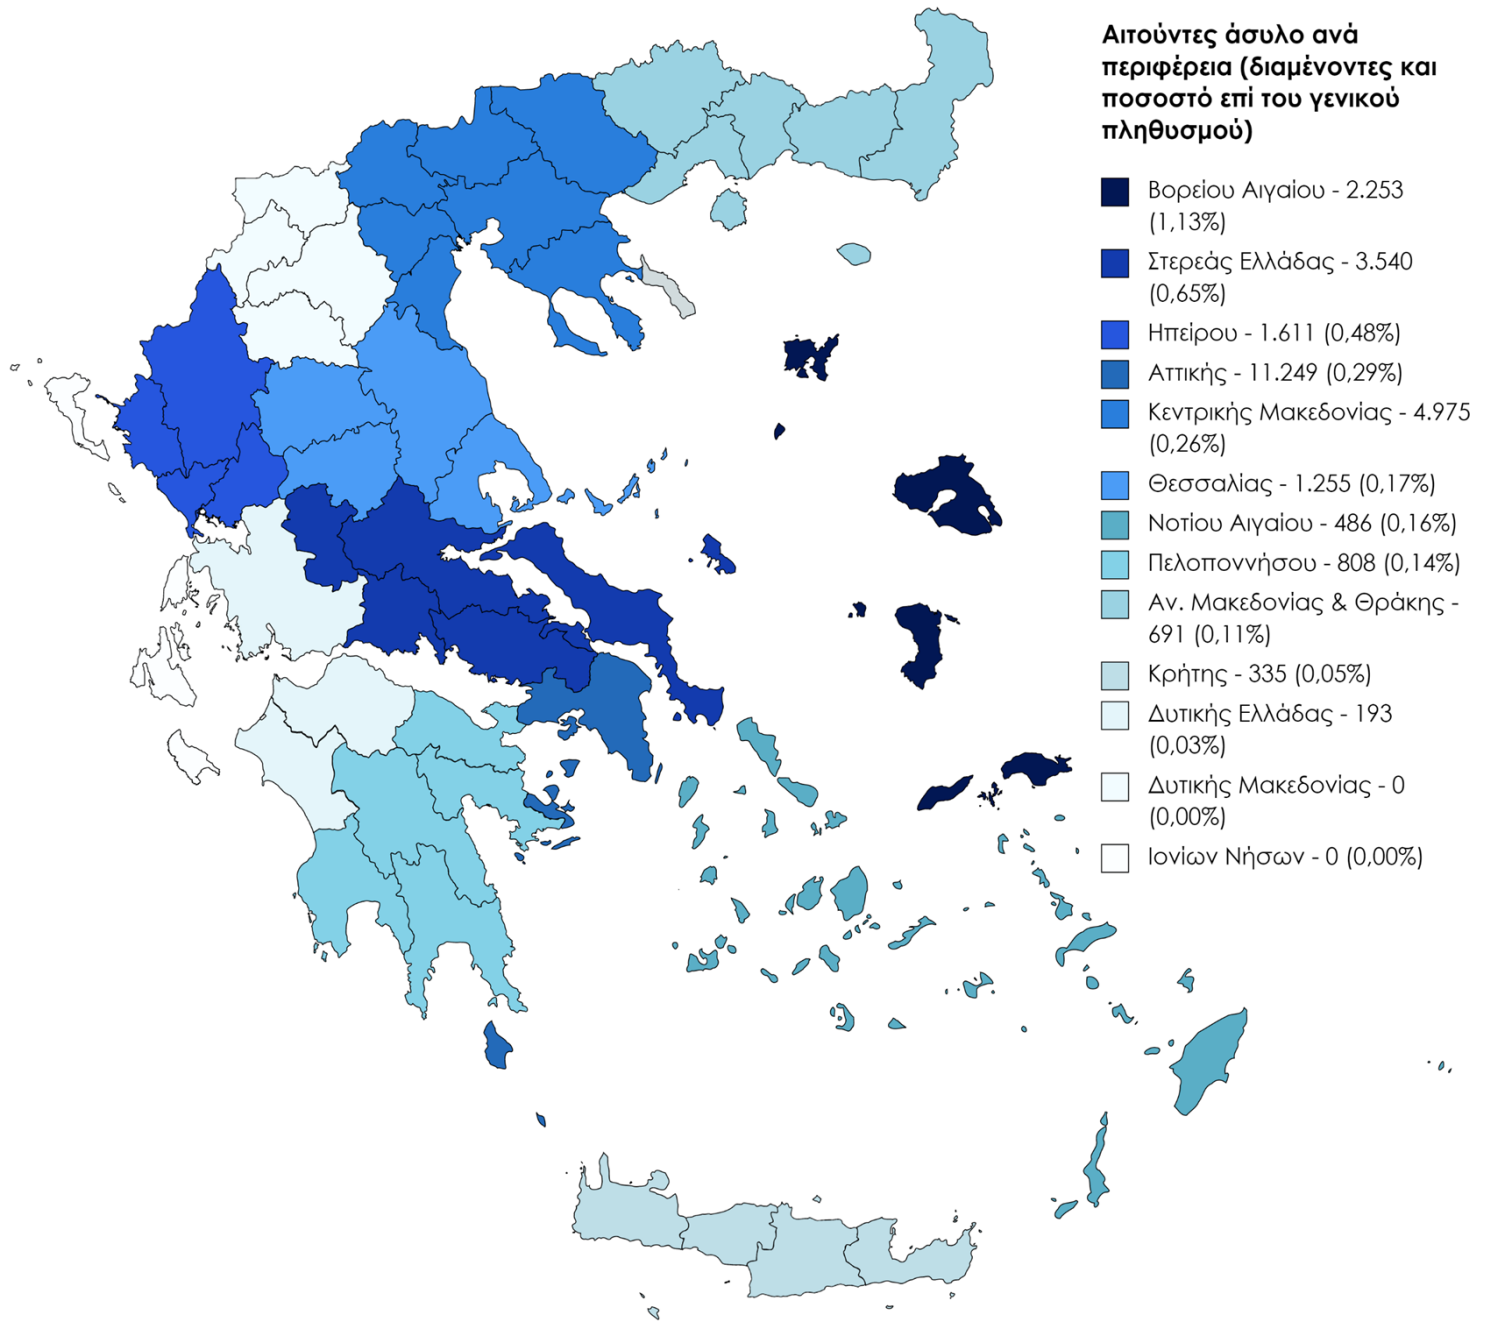 Αιτούντες άσυλο ανά
περιφέρεια (διαμένοντες και
ποσοστό επί του γενικού
πληθυσμού)
Βορείου Αιγαίου - 2.253
(1,13%)
Στερεάς Ελλάδας - 3.540
(0,65%)
Ηπείρου - 1.611 (0,48%)
Αττικής - 11.249 (0,29%)
Κεντρικής Μακεδονίας - 4.975
(0,26%)
Θεσσαλίας - 1.255 (0,17%)
Νοτίου Αιγαίου - 486 (0,16%)
Πελοποννήσου - 808 (0,14%)
Αν. Μακεδονίας & Θράκης -
691 (0,11%)
Κρήτης - 335 (0,05%)
Δυτικής Ελλάδας - 193
(0,03%)
Δυτικής Μακεδονίας - 0
(0,00%)
Ιονίων Νήσων - 0 (0,00%)